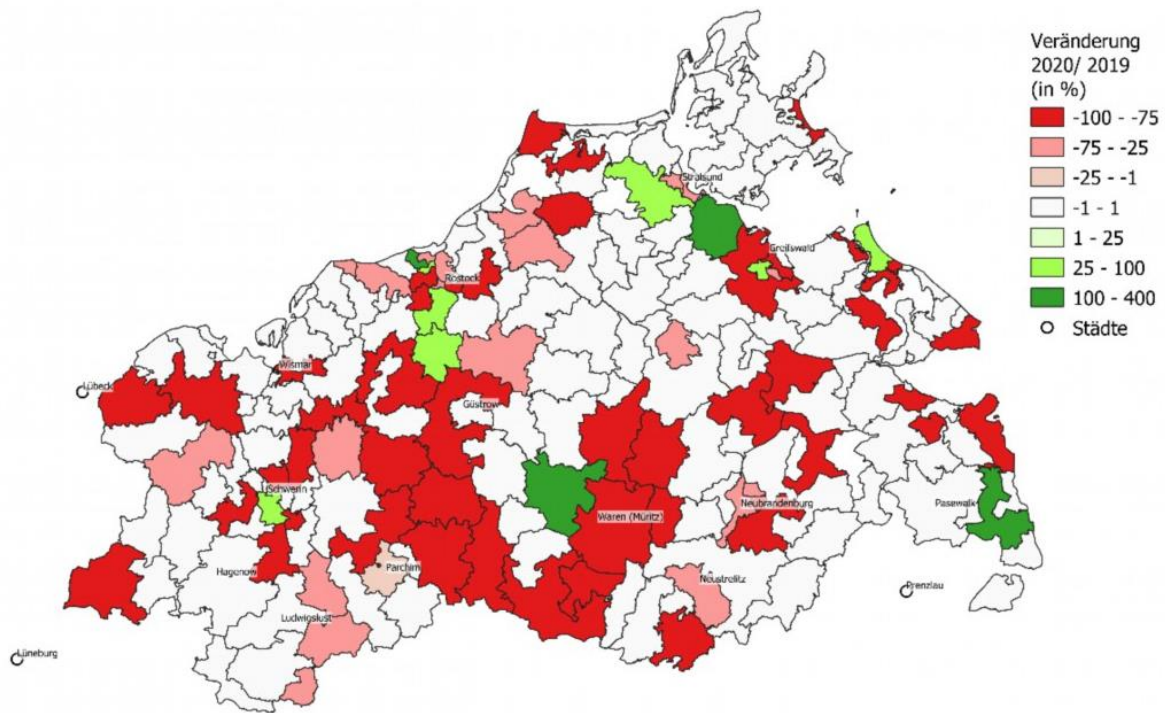 Veränderung
2020/ 2019
(in %)
-100 - -75
-75 - -25
-25 - -1
-1 - 1
1 - 25
25 - 100
100 - 400
Städte
Stralsund
Greifswald
Rostock
Wismar
Lübeck
Güstrow
Schwerin
Neubrandenburg
Pasewalk
Waren (Müritz)
Parchim
Hagenow
Neustrelitz
Prenzlau
Ludwigslust
Lüneburg